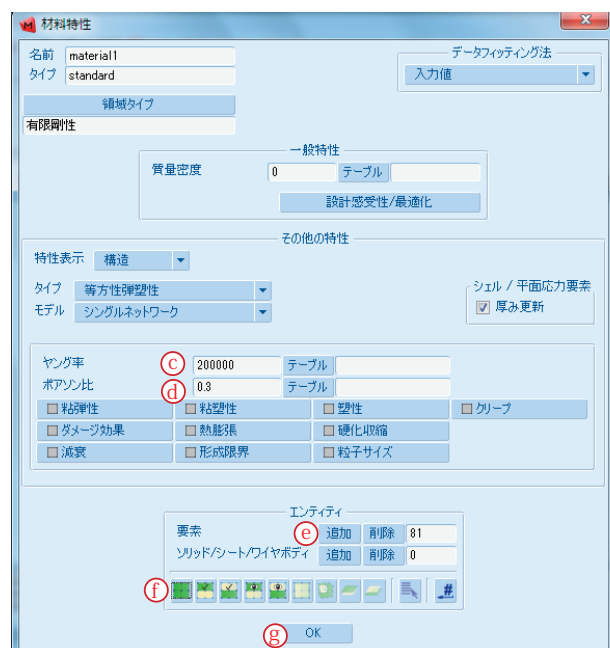 材料特性
名前 material1 データフィッティング法
タイプ standard 入力値
領域タイプ
有限剛性
一般特性
質量密度 0 テーブル
設計感受性/最適化
その他の特性
特性表示 構造
タイプ 等方性弾塑性 シェル / 平面応力要素
モデル シングルネットワーク 厚み更新
ヤング率 c 200000 テーブル
ポアソン比 d 0.3 テーブル
粘弾性 粘塑性 塑性 クリープ
ダメージ効果 熱膨張 硬化収縮
減衰 形成限界 粒子サイズ
エンティティ
要素 e 追加 削除 81
ソリッド/シート/ワイヤボディ 追加 削除 0
f #
g OK